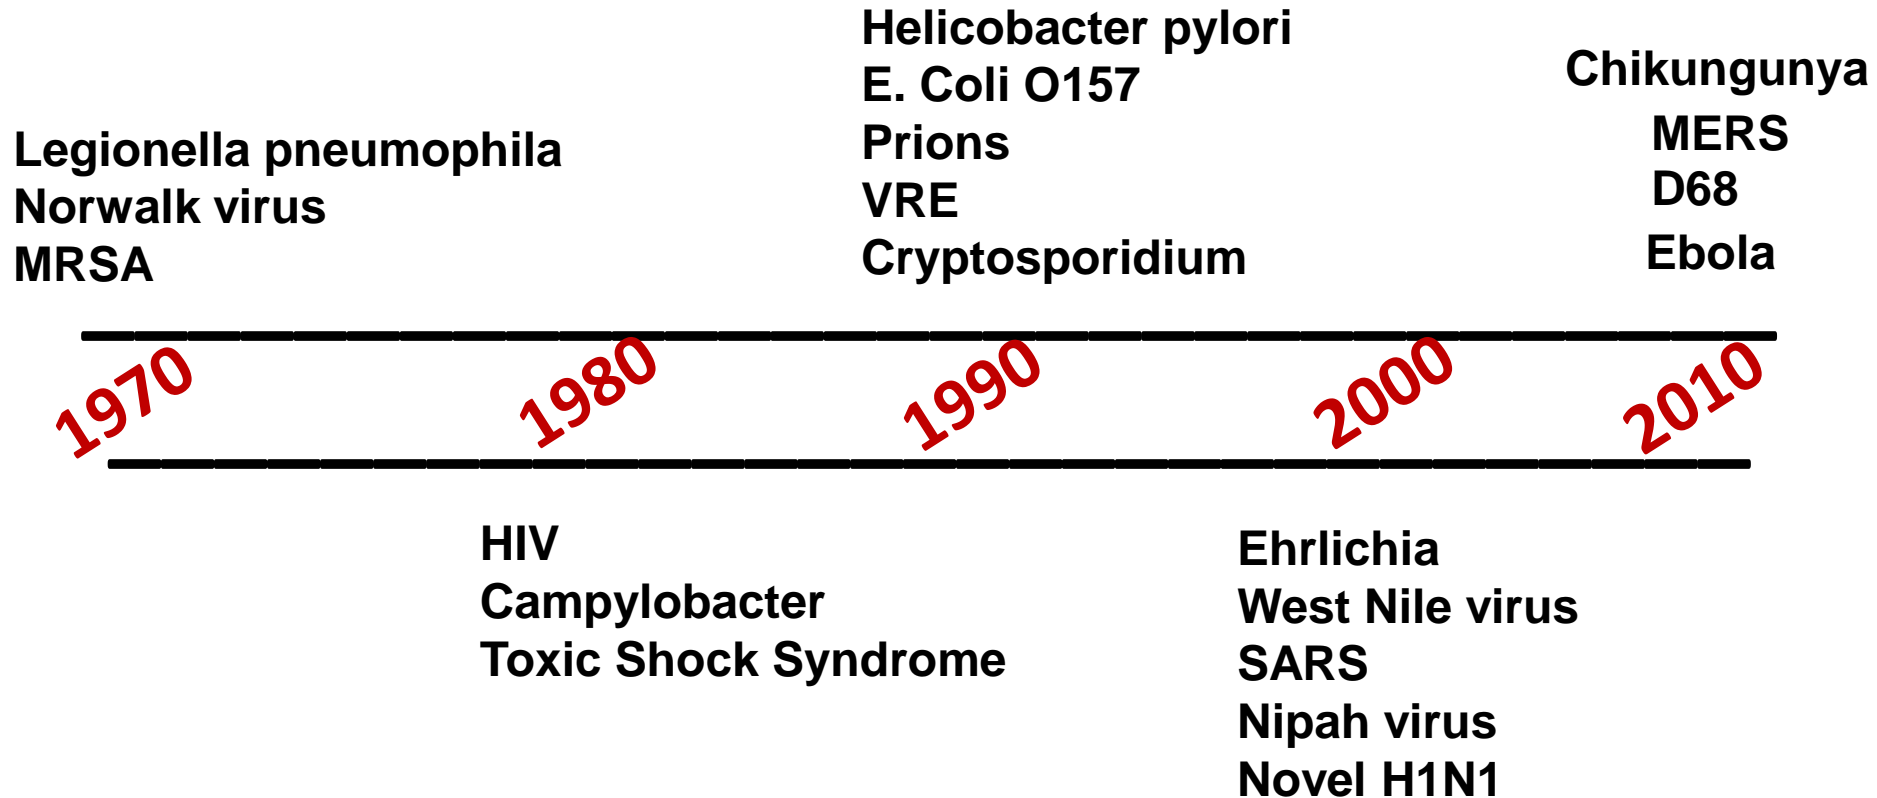 Legionella pneumophila
Norwalk virus
MRSA
Helicobacter pylori
E. Coli O157
Prions
VRE
Cryptosporidium
Chikungunya
MERS
D68
Ebola
1970
1980
1990
2000
2010
HIV
Campylobacter
Toxic Shock Syndrome
Ehrlichia
West Nile virus
SARS
Nipah virus
Novel H1N1